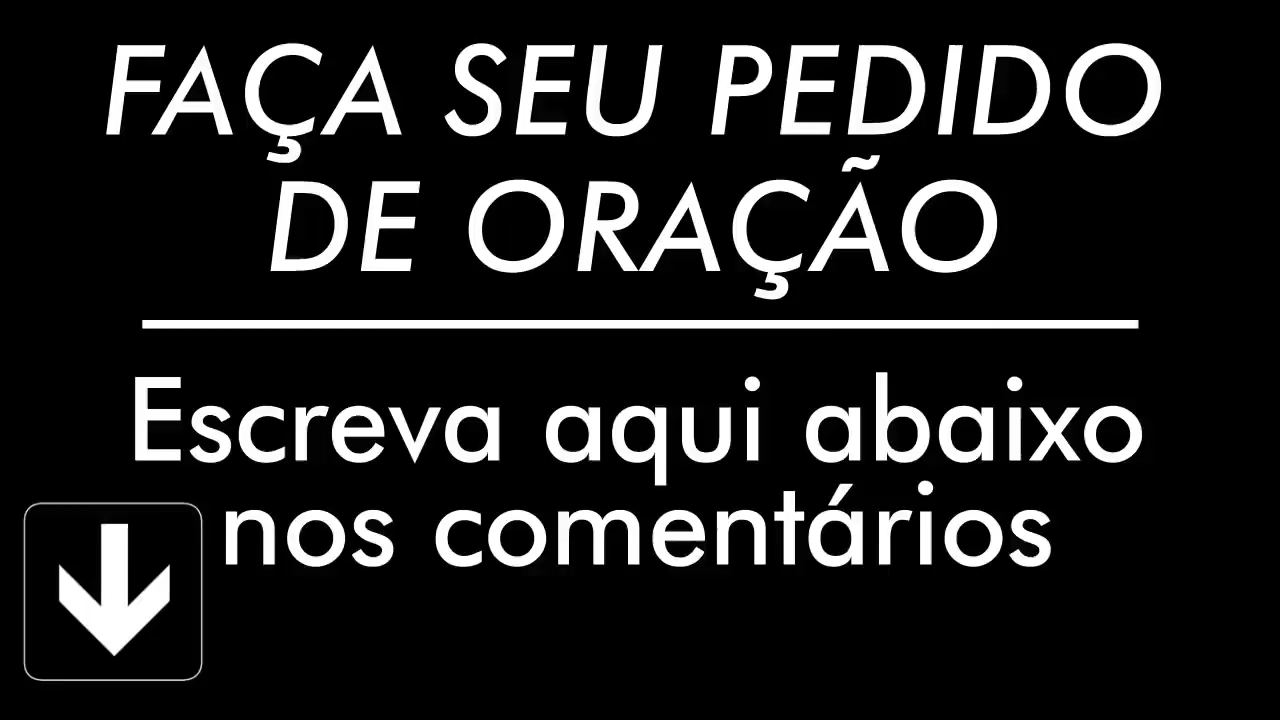 FAÇA SEU PEDIDO
DE ORAÇÃO
Escreva aqui abaixo
nos comentários